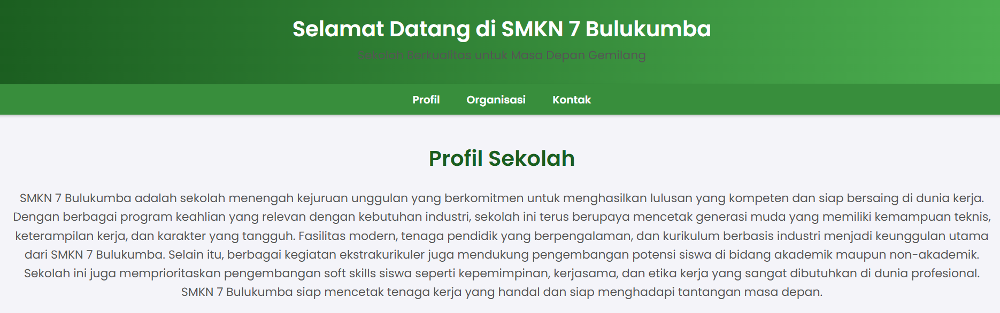 Selamat Datang di SMKN 7 Bulukumba
Sekolah Berkualitas untuk Masa Depan Gemilang
Profil Organisasi Kontak
Profil Sekolah
SMKN 7 Bulukumba adalah sekolah menengah kejuruan unggulan yang berkomitmen untuk menghasilkan lulusan yang kompeten dan siap bersaing di dunia kerja.
Dengan berbagai program keahlian yang relevan dengan kebutuhan industri, sekolah ini terus berupaya mencetak generasi muda yang memiliki kemampuan teknis,
keterampilan kerja, dan karakter yang tangguh. Fasilitas modern, tenaga pendidik yang berpengalaman, dan kurikulum berbasis industri menjadi keunggulan utama
dari SMKN 7 Bulukumba. Selain itu, berbagai kegiatan ekstrakurikuler juga mendukung pengembangan potensi siswa di bidang akademik maupun non-akademik.
Sekolah ini juga memprioritaskan pengembangan soft skills siswa seperti kepemimpinan, kerjasama, dan etika kerja yang sangat dibutuhkan di dunia profesional.
SMKN 7 Bulukumba siap mencetak tenaga kerja yang handal dan siap menghadapi tantangan masa depan.